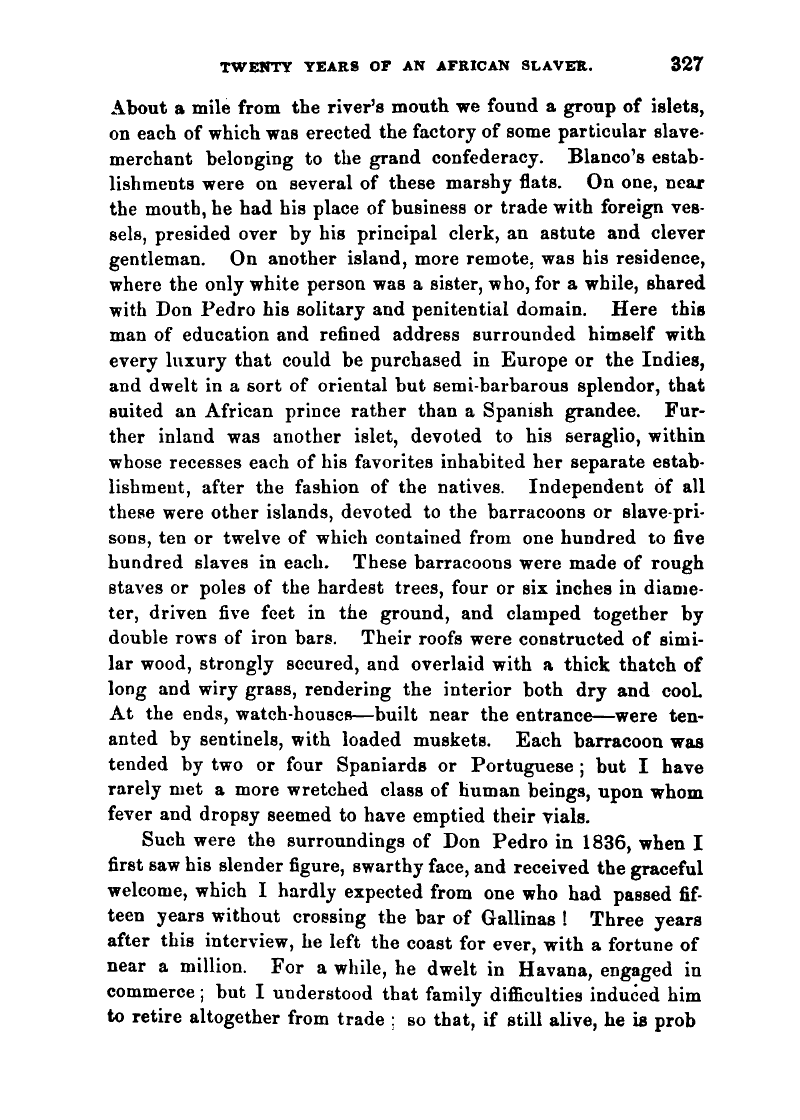 TWENTY YEARS OF AN AFRICAN SLAVER. 327
About a mile from the river's mouth we found a group of islets,
on each of which was erected the factory of some particular slave-
merchant belonging to the grand confederacy. Blanco's estab-
lishments were on several of these marshy flats. On one, near
the mouth, he had his place of business or trade with foreign ves-
sels, presided over by his principal clerk, an astute and clever
gentleman. On another island, more remote, was his residence,
where the only white person was a sister, who, for a while, shared
with Don Pedro his solitary and penitential domain. Here this
man of education and refined address surrounded himself with
every luxury that could be purchased in Europe or the Indies,
and dwelt in a sort of oriental but semi-barbarous splendor, that
suited an African prince rather than a Spanish grandee. Fur-
ther inland was another islet, devoted to his seraglio, within
whose recesses each of his favorites inhabited her separate estab-
lishment, after the fashion of the natives. Independent of all
these were other islands, devoted to the barracoons or slave-pri-
sons, ten or twelve of which contained from one hundred to five
hundred slaves in each. These barracoons were made of rough
staves or poles of the hardest trees, four or six inches in diame-
ter, driven five feet in the ground, and clamped together by
double rows of iron bars. Their roofs were constructed of simi-
lar wood, strongly secured, and overlaid with a thick thatch of
long and wiry grass, rendering the interior both dry and cool.
At the ends, watch-houses—built near the entrance—were ten-
anted by sentinels, with loaded muskets. Each barracoon was
tended by two or four Spaniards or Portuguese; but I have
rarely met a more wretched class of human beings, upon whom
fever and dropsy seemed to have emptied their vials.
Such were the surroundings of Don Pedro in 1836, when I
first saw his slender figure, swarthy face, and received the graceful
welcome, which I hardly expected from one who had passed fif-
teen years without crossing the bar of Gallinas! Three years
after this interview, he left the coast for ever, with a fortune of
near a million. For a while, he dwelt in Havana, engaged in
commerce; but I understood that family difficulties induced him
to retire altogether from trade; so that, if still alive, he is prob